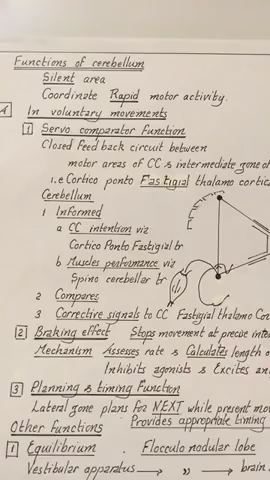 Functions of cerebellum
Silent area
Coordinate Rapid motor activity.
A In voluntary movements
1 Servo comparator Function
Closed Feed back circuit between
motor areas of CC & intermediate zone of
i.e Cortico ponto Fastigial thalamo cortica
Cerebellum
1 Informed
a CC intention via
Cortico Ponto Fastigial tr
b Muscles performance via
Spino cerebellar tr
2 Compares
3 Corrective signals to CC Fastigial thalamo Cor
2 Braking effect Stops movement at precise inte
Mechanism Assesses rate & Calculates length o
Inhibits agonists & Excites an
3 Planning & timing Function
Lateral zone plans for NEXT while present mo
Provides appropriate timing
Other functions
1 Equilibrium Flocculo nodular lobe
Vestibular apparatus → " → brain